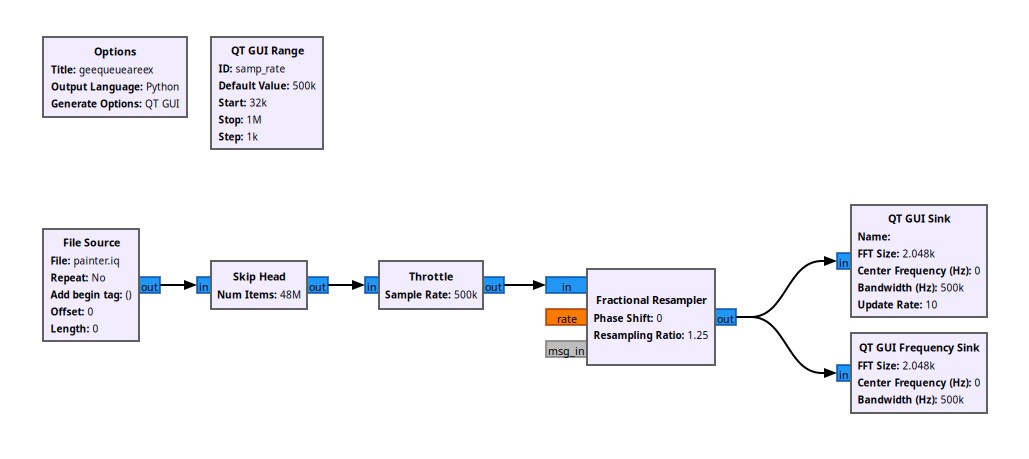 Options
Title: geequeueareex
Output Language: Python
Generate Options: QT GUI
QT GUI Range
ID: samp_rate
Default Value: 500k
Start: 32k
Stop: 1M
Step: 1k
File Source
File: painter.iq
Repeat: No
Add begin tag: ()
Offset: 0
Length: 0
out
in
Skip Head
Num Items: 48M
out
in
Throttle
Sample Rate: 500k
out
in
rate
msg_in
Fractional Resampler
Phase Shift: 0
Resampling Ratio: 1.25
out
in
QT GUI Sink
Name:
FFT Size: 2.048k
Center Frequency (Hz): 0
Bandwidth (Hz): 500k
Update Rate: 10
in
QT GUI Frequency Sink
FFT Size: 2.048k
Center Frequency (Hz): 0
Bandwidth (Hz): 500k